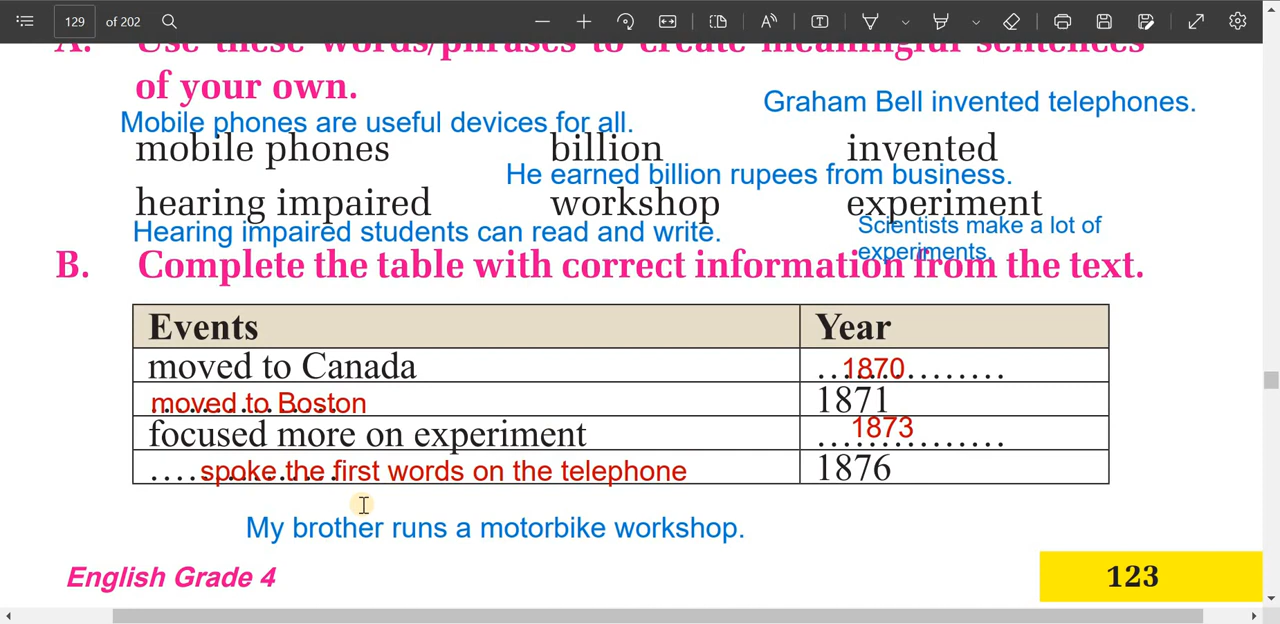 129 of 202
A. Use these words/phrases to create meaningful sentences
of your own.
Graham Bell invented telephones.
Mobile phones are useful devices for all.
mobile phones billion invented
He earned billion rupees from business.
hearing impaired workshop experiment
Hearing impaired students can read and write.
Scientists make a lot of
experiments.
B. Complete the table with correct information from the text.
Events Year
moved to Canada 1870
moved to Boston 1871
focused more on experiment 1873
spoke the first words on the telephone 1876
My brother runs a motorbike workshop.
English Grade 4 123